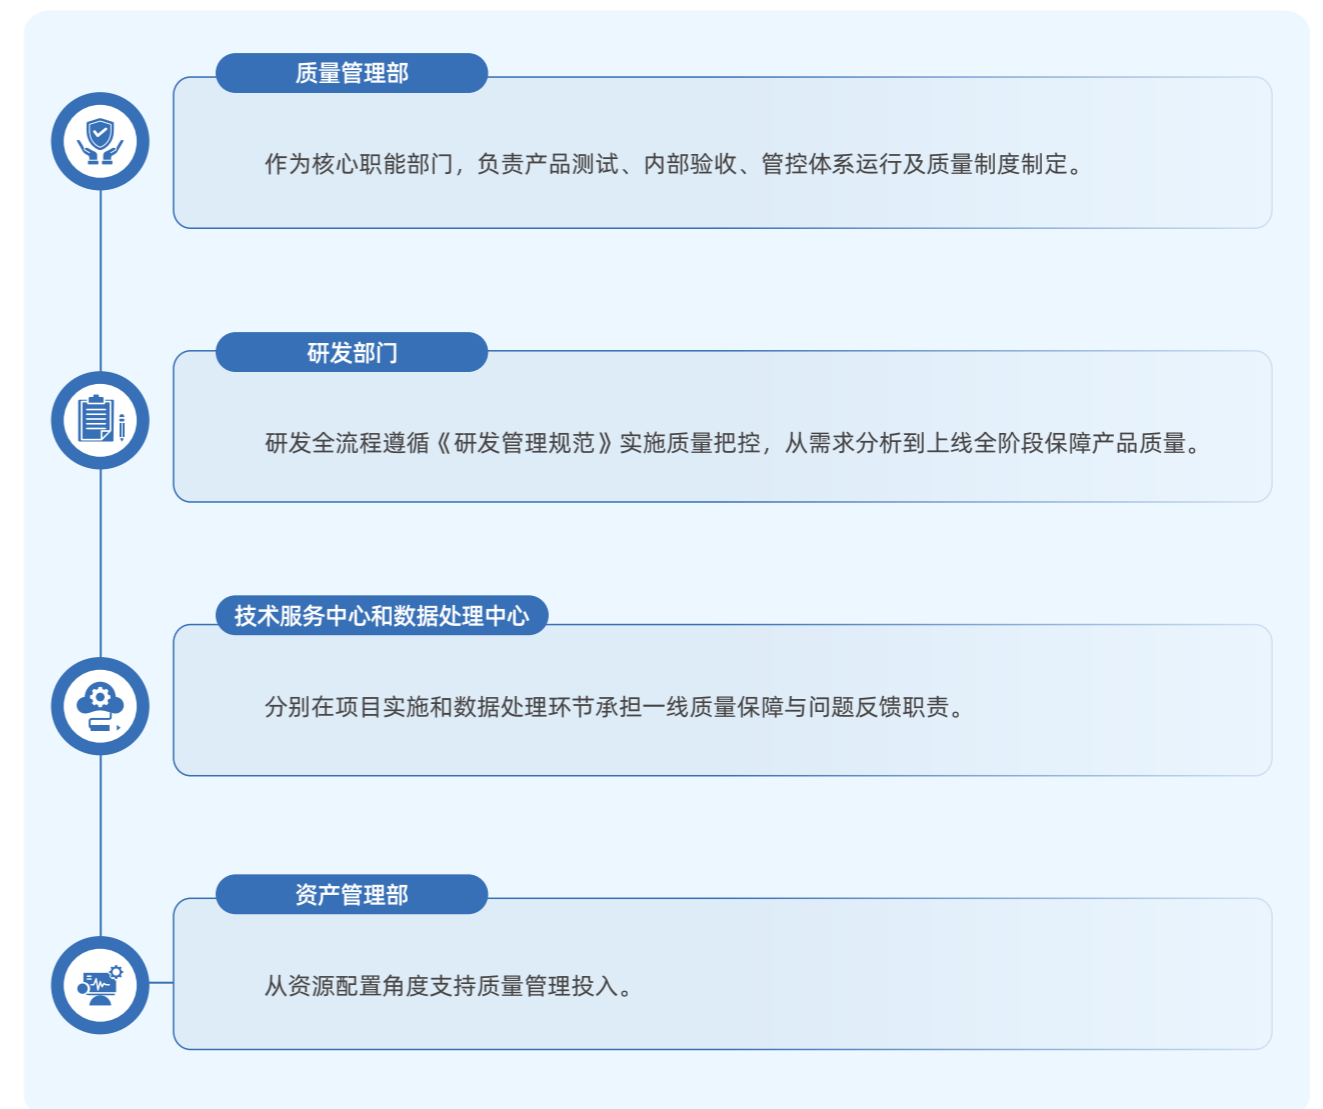 质量管理部
作为核心职能部门，负责产品测试、内部验收、管控体系运行及质量制度制定。
研发部门
研发全流程遵循《研发管理规范》实施质量把控，从需求分析到上线全阶段保障产品质量。
技术服务中心和数据处理中心
分别在项目实施和数据处理环节承担一线质量保障与问题反馈职责。
资产管理部
从资源配置角度支持质量管理投入。